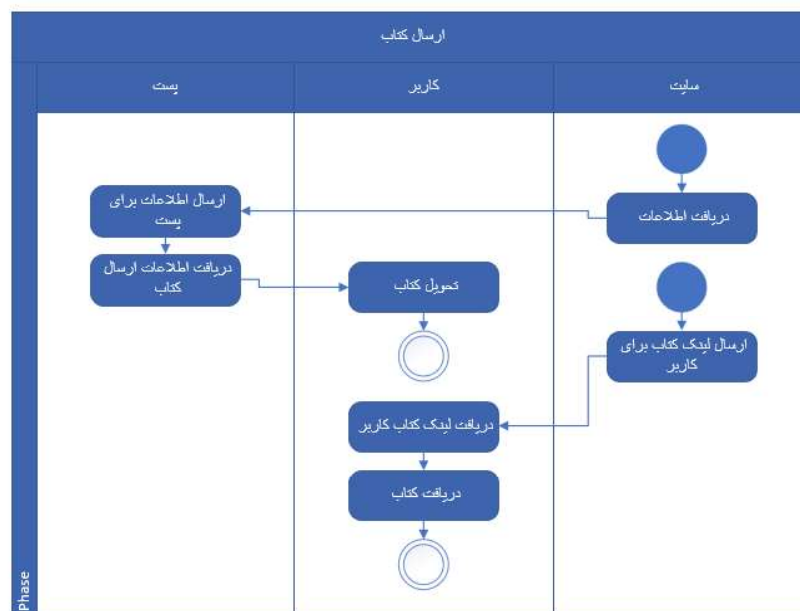 ارسال کتاب
سایت
کاربر
پست
دریافت اطلاعات
ارسال اطلاعات برای
پست
دریافت اطلاعات ارسال
کتاب
تحویل کتاب
ارسال لینک کتاب برای
کاربر
دریافت لینک کتاب کاربر
دریافت کتاب
Phase